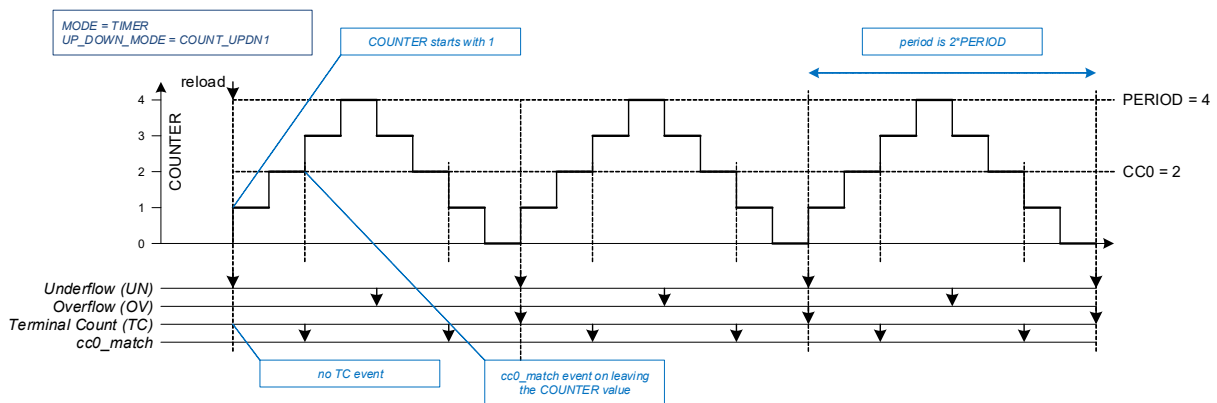 MODE = TIMER
UP_DOWN_MODE = COUNT_UPDN1
COUNTER starts with 1
period is 2*PERIOD
reload
COUNTER
4
3
2
1
0
PERIOD = 4
CC0 = 2
Underflow (UN)
Overflow (OV)
Terminal Count (TC)
cc0_match
no TC event
cc0_match event on leaving
the COUNTER value